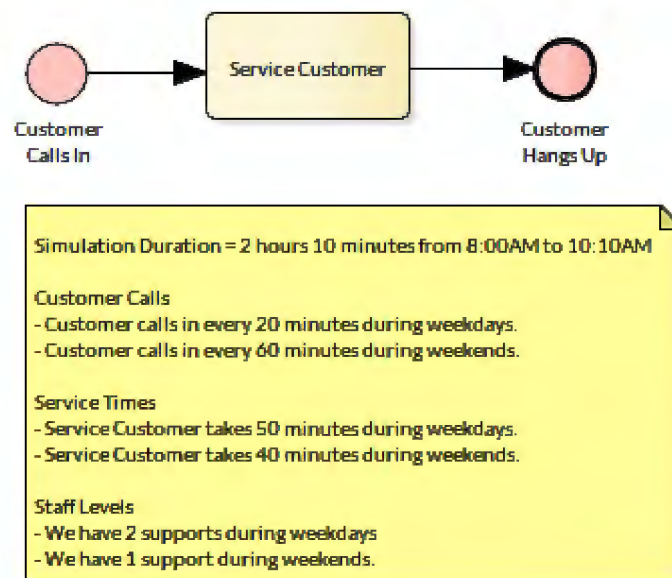 Service Customer
Customer
Calls In
Customer
Hangs Up
Simulation Duration = 2 hours 10 minutes from 8:00AM to 10:10AM
Customer Calls
- Customer calls in every 20 minutes during weekdays.
- Customer calls in every 60 minutes during weekends.
Service Times
- Service Customer takes 50 minutes during weekdays.
- Service Customer takes 40 minutes during weekends.
Staff Levels
- We have 2 supports during weekdays
- We have 1 support during weekends.